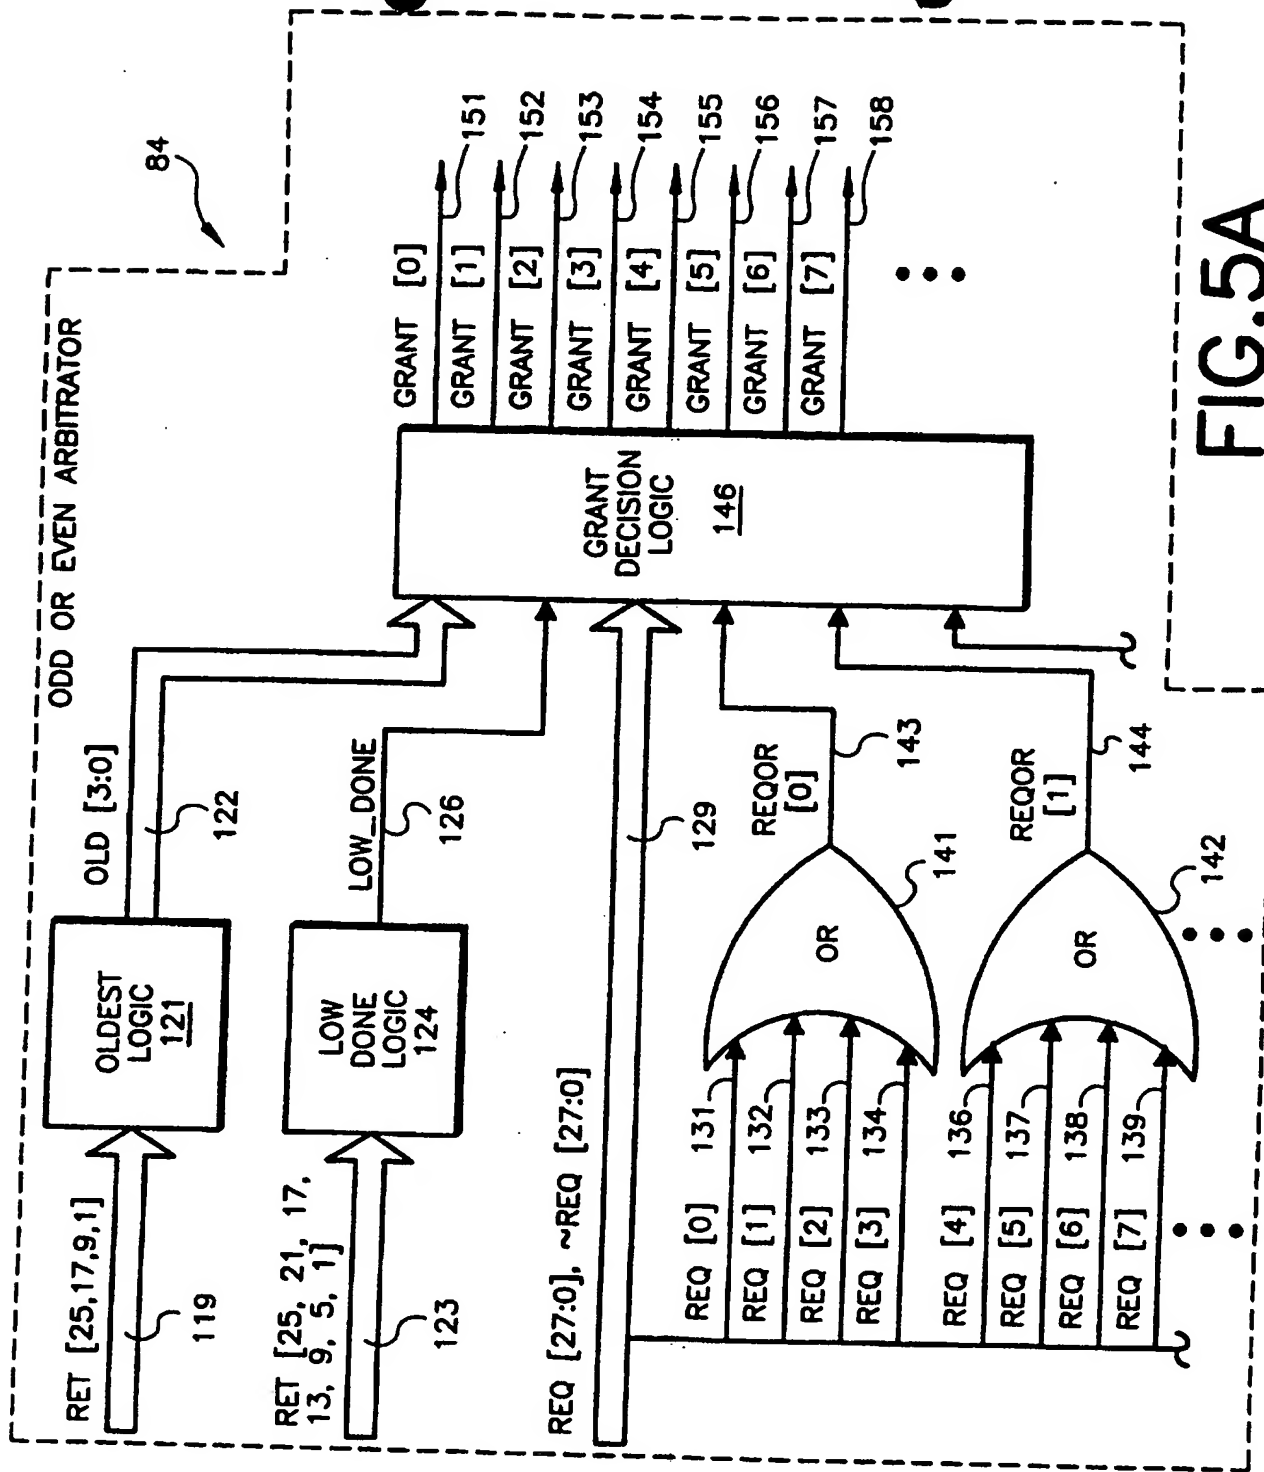 84
ODD OR EVEN ARBITRATOR
RET [25,17,9,1]
119
OLDEST
LOGIC
121
OLD [3:0]
122
RET [25, 21, 17,
13, 9, 5, 1]
123
LOW
DONE
LOGIC
124
LOW_DONE
126
REQ [27:0], ~REQ [27:0]
129
GRANT
DECISION
LOGIC
146
GRANT [0]
151
GRANT [1]
152
GRANT [2]
153
GRANT [3]
154
GRANT [4]
155
GRANT [5]
156
GRANT [6]
157
GRANT [7]
158
REQ [0] 131
REQ [1] 132
REQ [2] 133
REQ [3] 134
OR
141
REQOR
[0]
143
REQ [4] 136
REQ [5] 137
REQ [6] 138
REQ [7] 139
OR
142
REQOR
[1]
144
FIG.5A